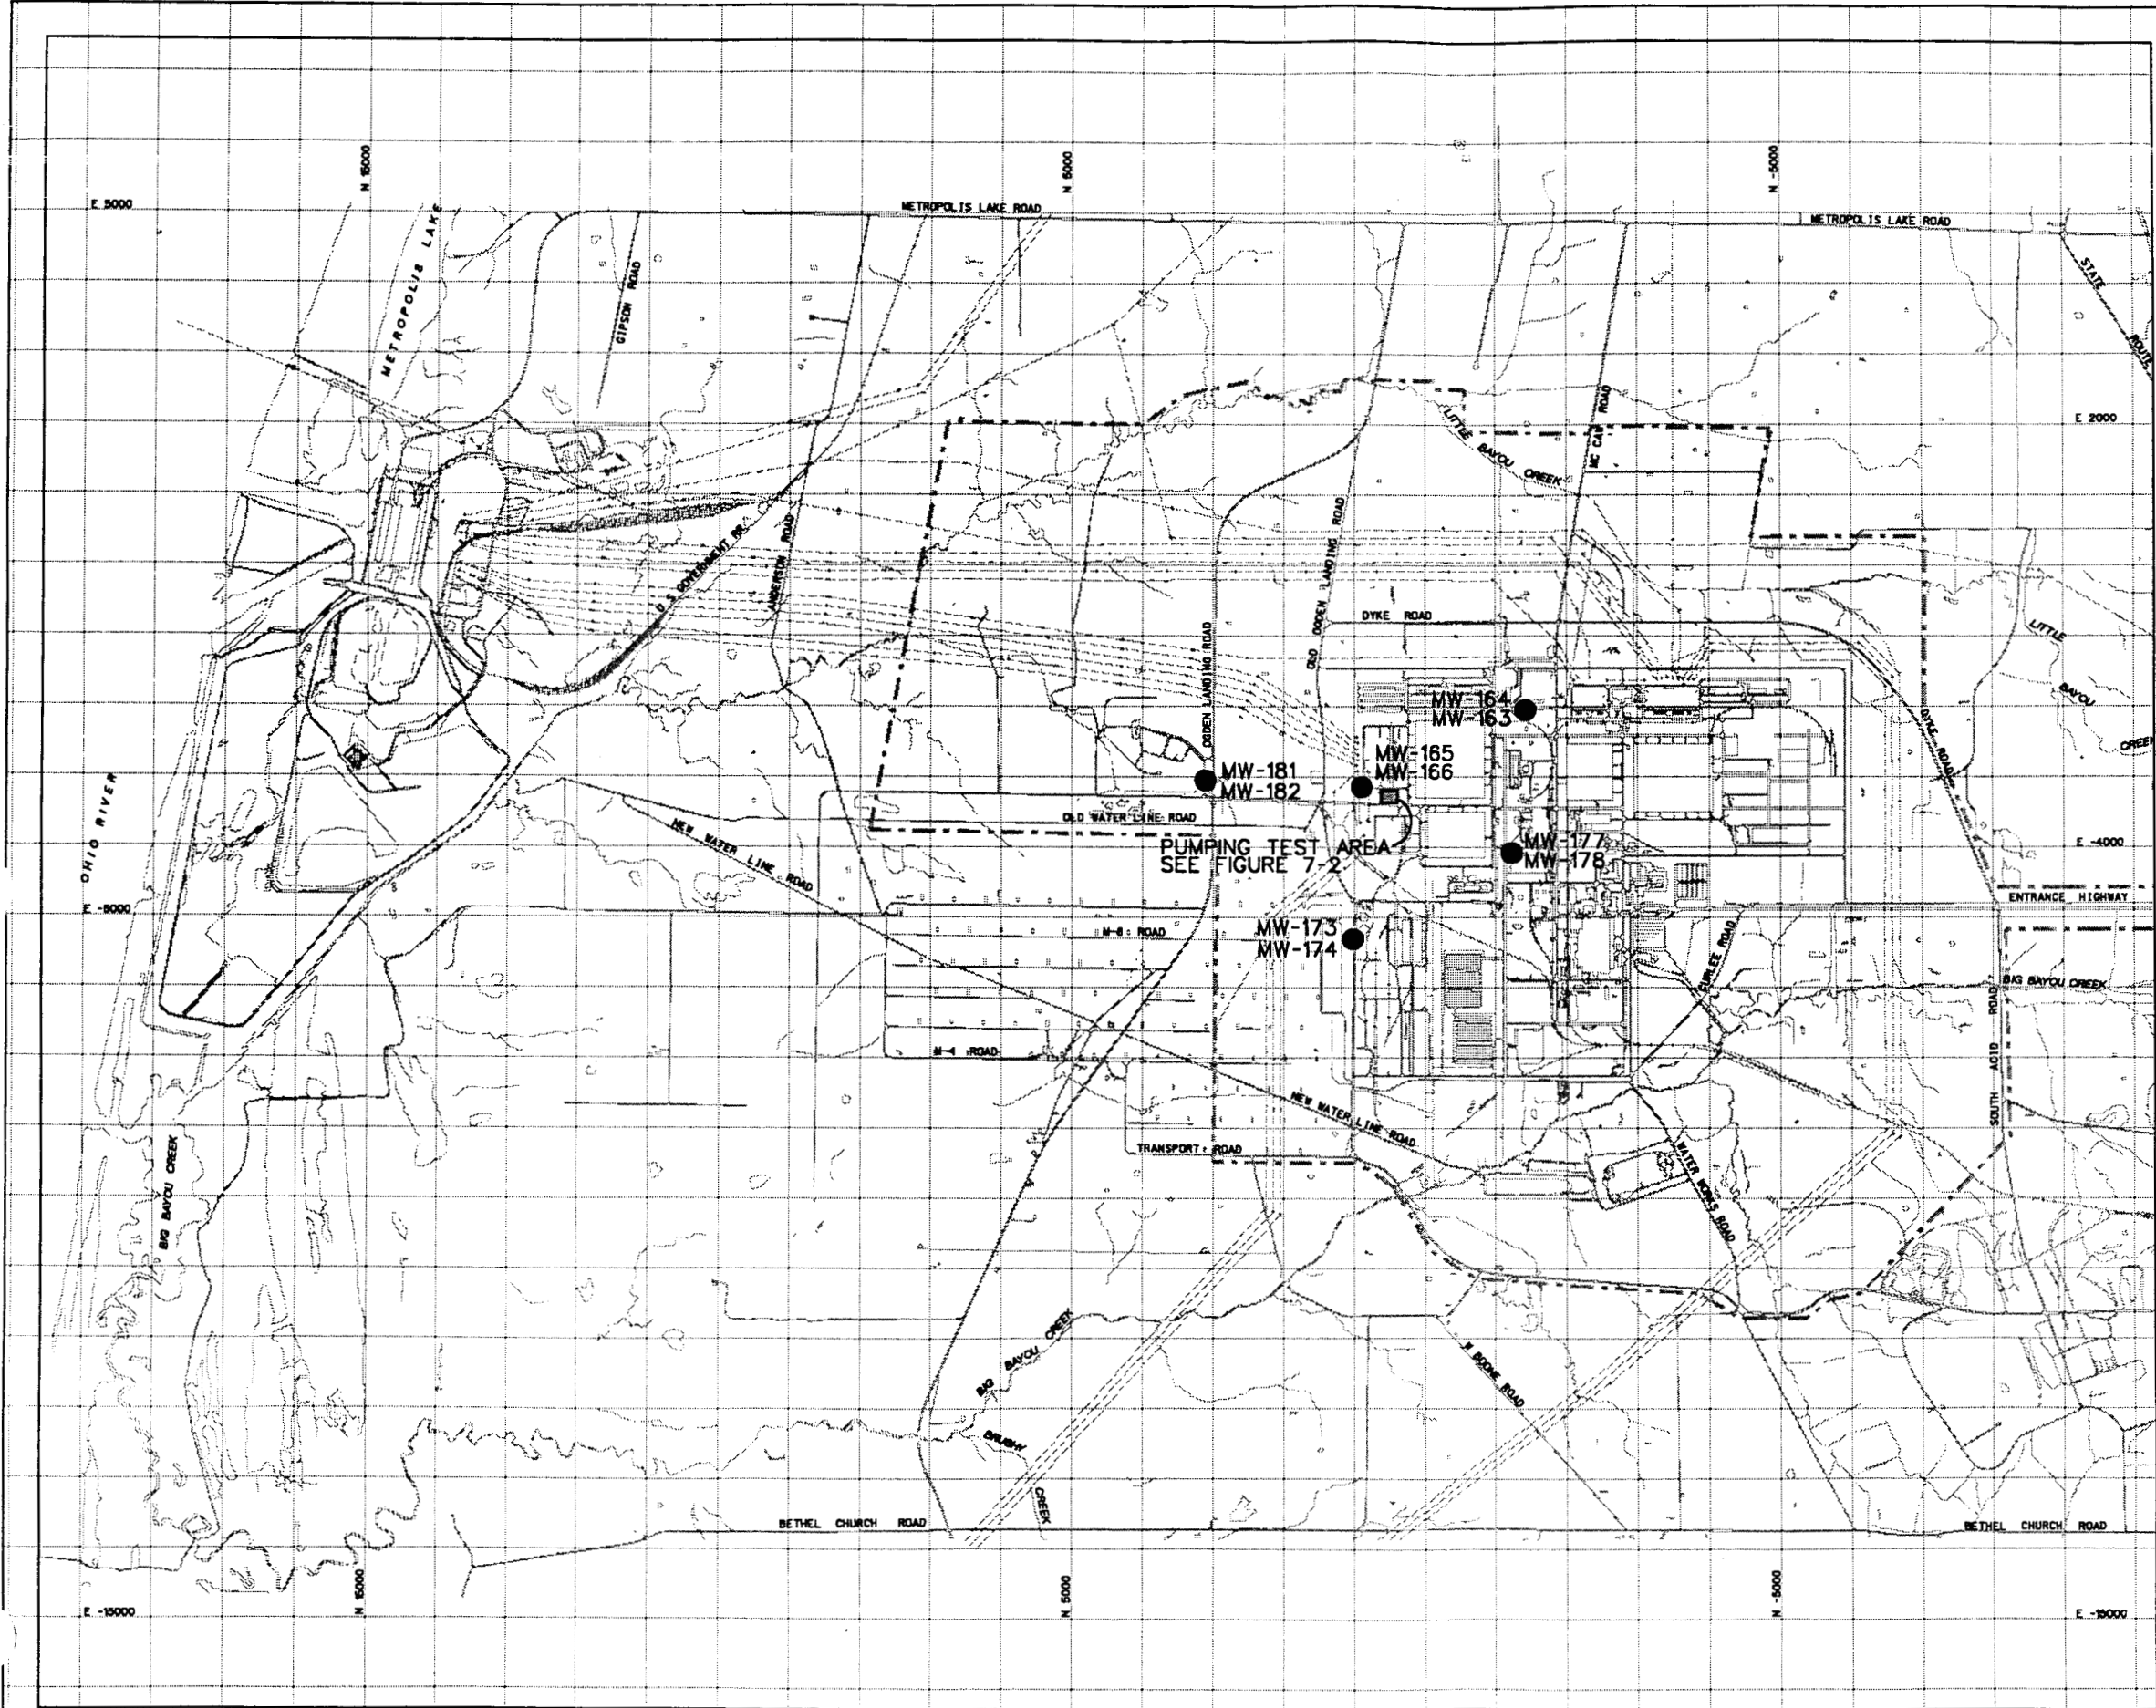 N 15000
N 5000
N -5000
E 5000
METROPOLIS LAKE ROAD
METROPOLIS LAKE ROAD
METROPOLIS LAKE
GIPSON ROAD
STATE ROUTE
E 2000
MC CAW ROAD
LITTLE BAYOU CREEK
U S GOVERNMENT RR.
ANDERSON ROAD
OGDEN LANDING ROAD
OLD OGDEN LANDING ROAD
DYKE ROAD
LITTLE
BAYOU
CREEK
DYKE ROAD
MW-164
MW-163
MW-165
MW-166
MW-181
MW-182
OHIO RIVER
OLD WATER LINE ROAD
NEW WATER LINE ROAD
PUMPING TEST AREA
SEE FIGURE 7-2
MW-177
MW-178
E -4000
ENTRANCE HIGHWAY
E -5000
MW-173
MW-174
M-8 ROAD
CURLEE ROAD
BIG BAYOU CREEK
SOUTH ACID ROAD
M-4 ROAD
NEW WATER LINE ROAD
TRANSPORT ROAD
WATER WORKS ROAD
BIG BAYOU CREEK
BIG BAYOU CREEK
N BOONE ROAD
BRUSHY
CREEK
BETHEL CHURCH ROAD
BETHEL CHURCH ROAD
N 15000
N 5000
N -5000
E -15000
E -15000